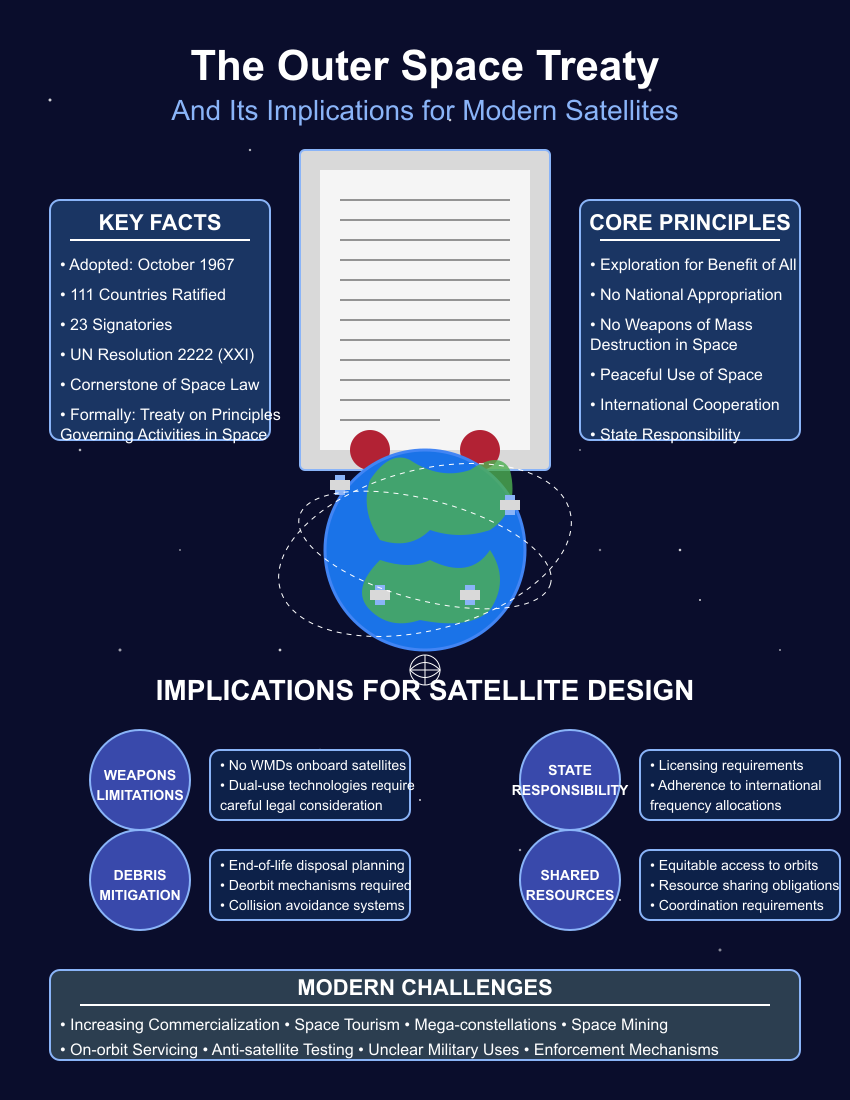 The Outer Space Treaty
And Its Implications for Modern Satellites
KEY FACTS
• Adopted: October 1967
• 111 Countries Ratified
• 23 Signatories
• UN Resolution 2222 (XXI)
• Cornerstone of Space Law
• Formally: Treaty on Principles
Governing Activities in Space
CORE PRINCIPLES
• Exploration for Benefit of All
• No National Appropriation
• No Weapons of Mass
Destruction in Space
• Peaceful Use of Space
• International Cooperation
• State Responsibility
IMPLICATIONS FOR SATELLITE DESIGN
WEAPONS
LIMITATIONS
• No WMDs onboard satellites
• Dual-use technologies require
careful legal consideration
STATE
RESPONSIBILITY
• Licensing requirements
• Adherence to international
frequency allocations
DEBRIS
MITIGATION
• End-of-life disposal planning
• Deorbit mechanisms required
• Collision avoidance systems
SHARED
RESOURCES
• Equitable access to orbits
• Resource sharing obligations
• Coordination requirements
MODERN CHALLENGES
• Increasing Commercialization • Space Tourism • Mega-constellations • Space Mining
• On-orbit Servicing • Anti-satellite Testing • Unclear Military Uses • Enforcement Mechanisms